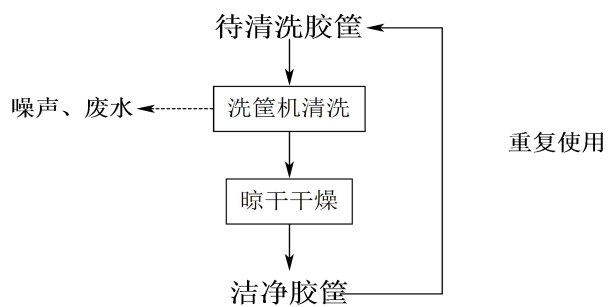 待清洗胶筐
洗筐机清洗
噪声、废水
重复使用
晾干干燥
洁净胶筐